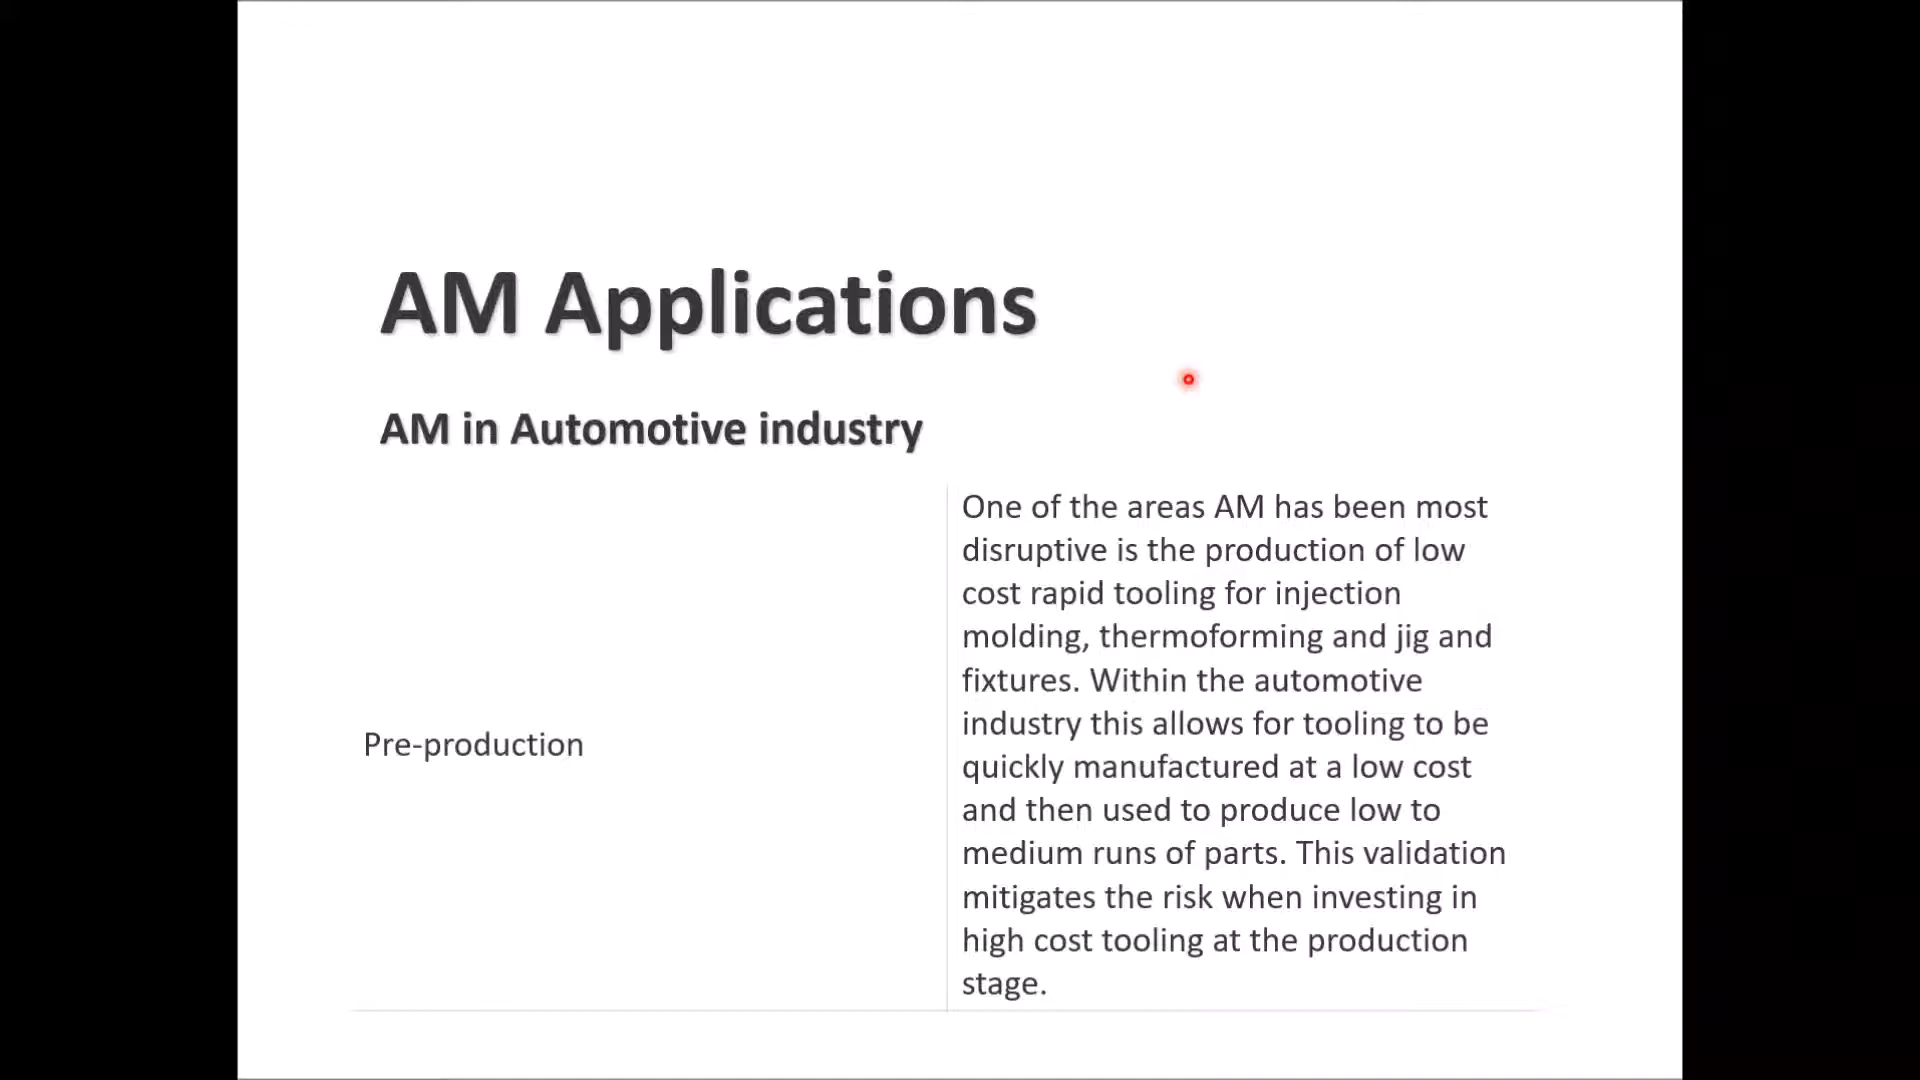 AM Applications
AM in Automotive industry
Pre-production
One of the areas AM has been most
disruptive is the production of low
cost rapid tooling for injection
molding, thermoforming and jig and
fixtures. Within the automotive
industry this allows for tooling to be
quickly manufactured at a low cost
and then used to produce low to
medium runs of parts. This validation
mitigates the risk when investing in
high cost tooling at the production
stage.